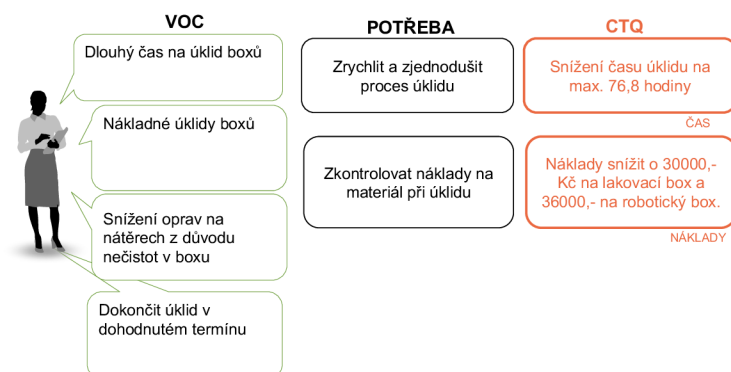 VOC
Dlouhý čas na úklid boxů
Nákladné úklidy boxů
Snížení oprav na
nátěrech z důvodu
nečistot v boxu
Dokončit úklid v
dohodnutém termínu
POTŘEBA
Zrychlit a zjednodušit
proces úklidu
Zkontrolovat náklady na
materiál při úklidu
CTQ
Snížení času úklidu na
max. 76,8 hodiny
ČAS
Náklady snížit o 30000,-
Kč na lakovací box a
36000,- na robotický box.
NÁKLADY